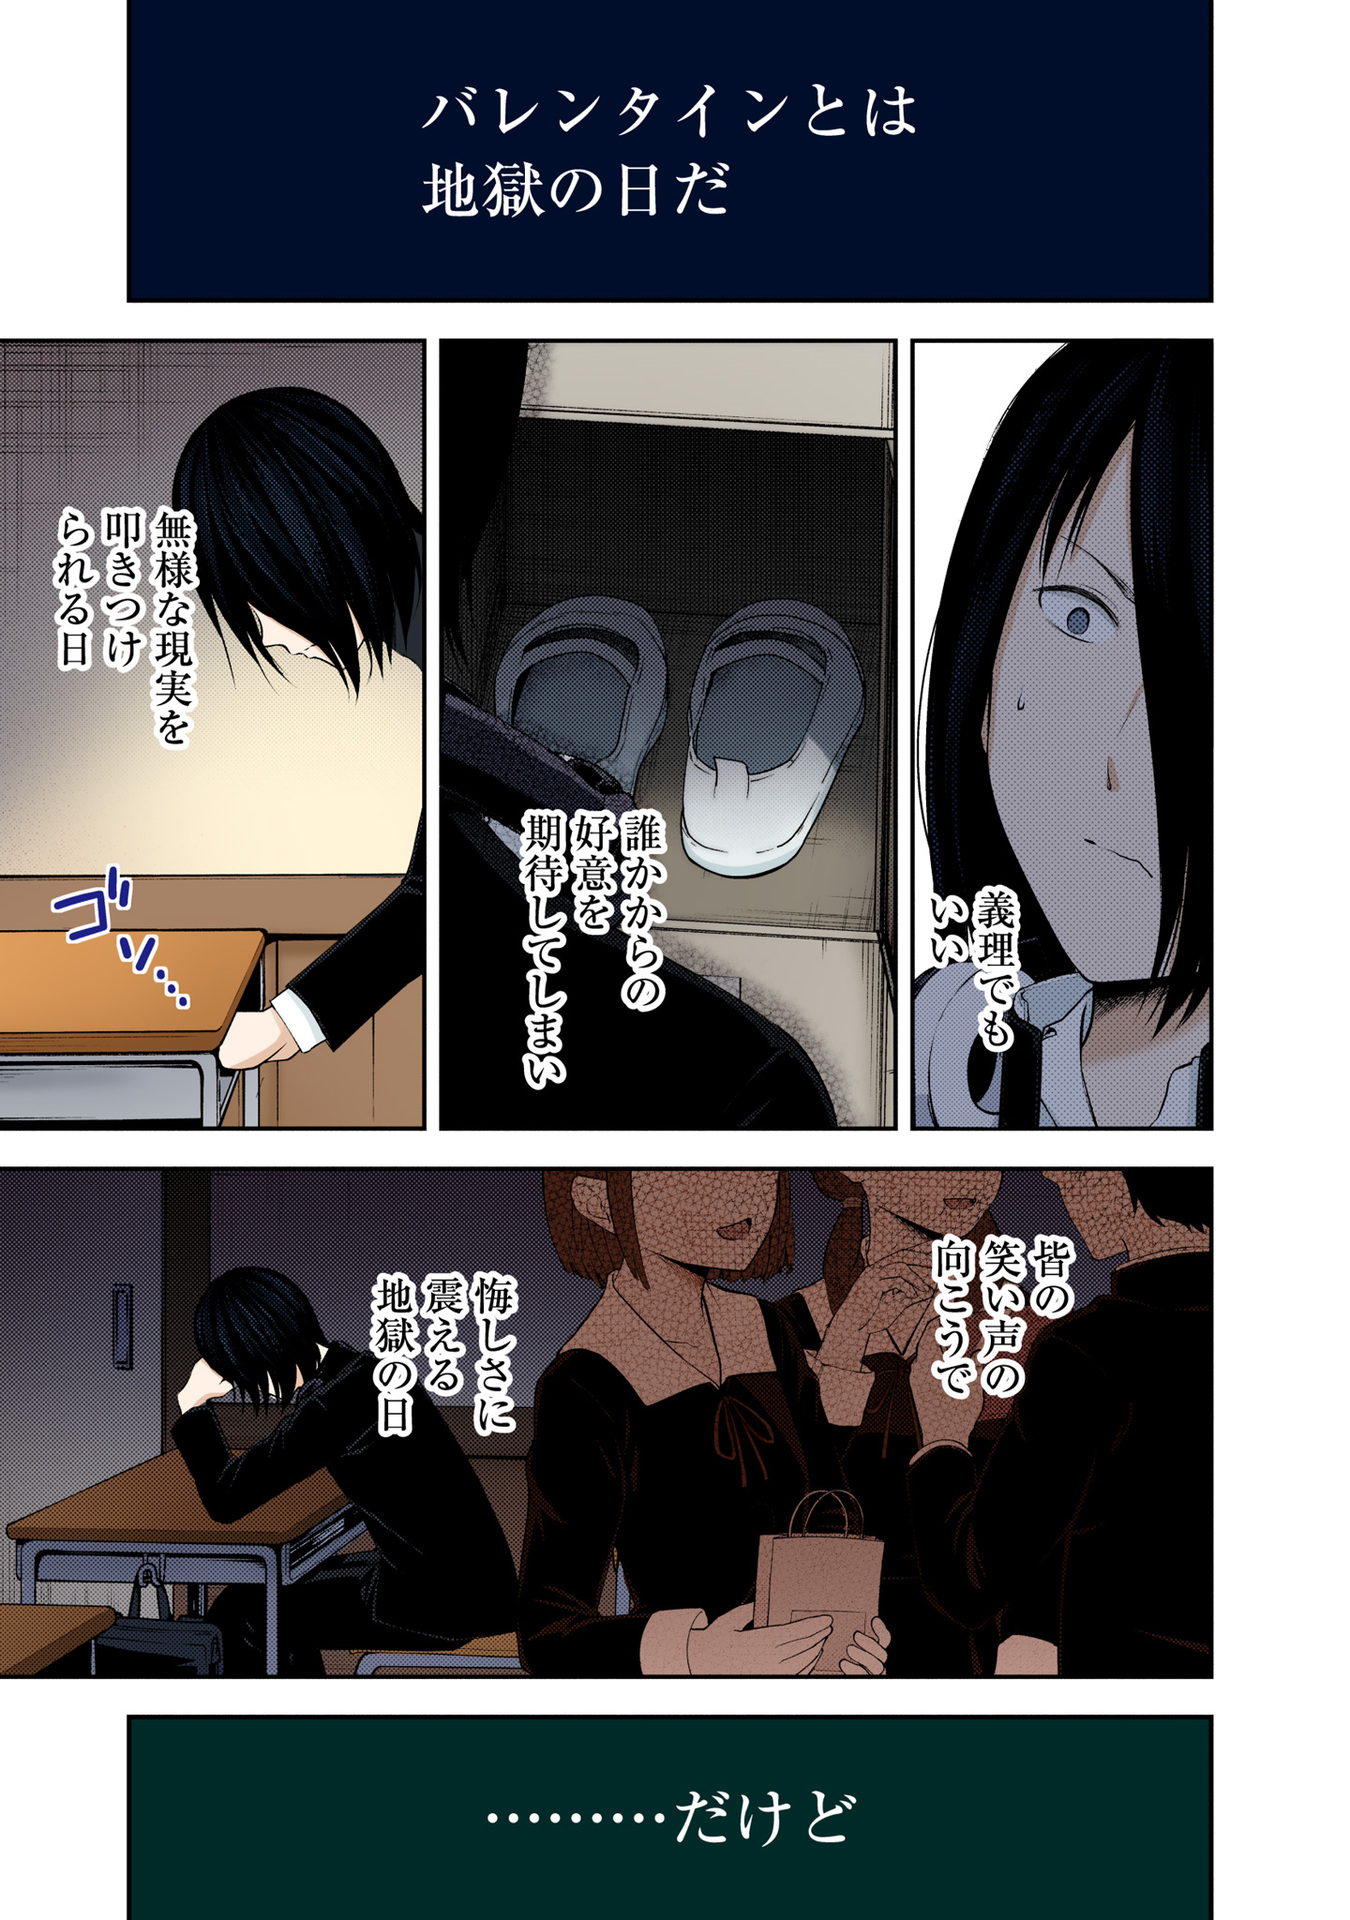 バレンタインとは
地獄の日だ
義理でも
いい
誰かからの
好意を
期待してしまい
無様な現実を
叩きつけ
られる日
ゴソ…
皆の
笑い声の
向こうで
悔しさに
震える
地獄の日
………だけど